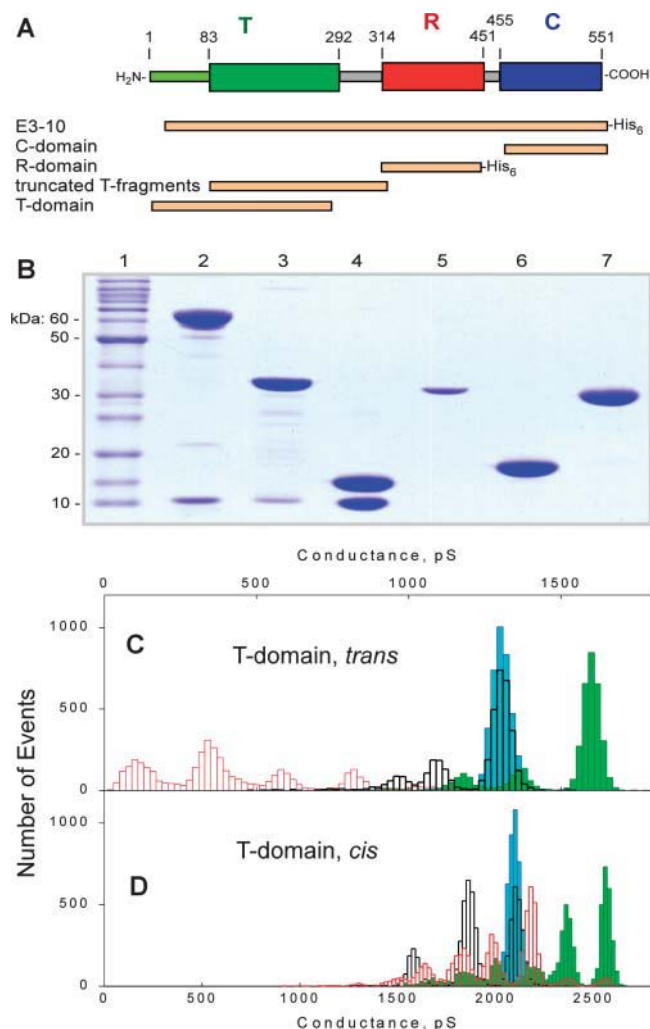 A
T R C
1 83 292 314 451 455 551
H₂N- -COOH
E3-10 -His₆
C-domain
R-domain -His₆
truncated T-fragments
T-domain
B
1 2 3 4 5 6 7
kDa: 60 -
50 -
30 -
20 -
10 -
Conductance, pS
0 500 1000 1500
1000
C T-domain, trans
500
0
1000
T-domain, cis
D
500
0
0 500 1000 1500 2000 2500
Conductance, pS
Number of Events